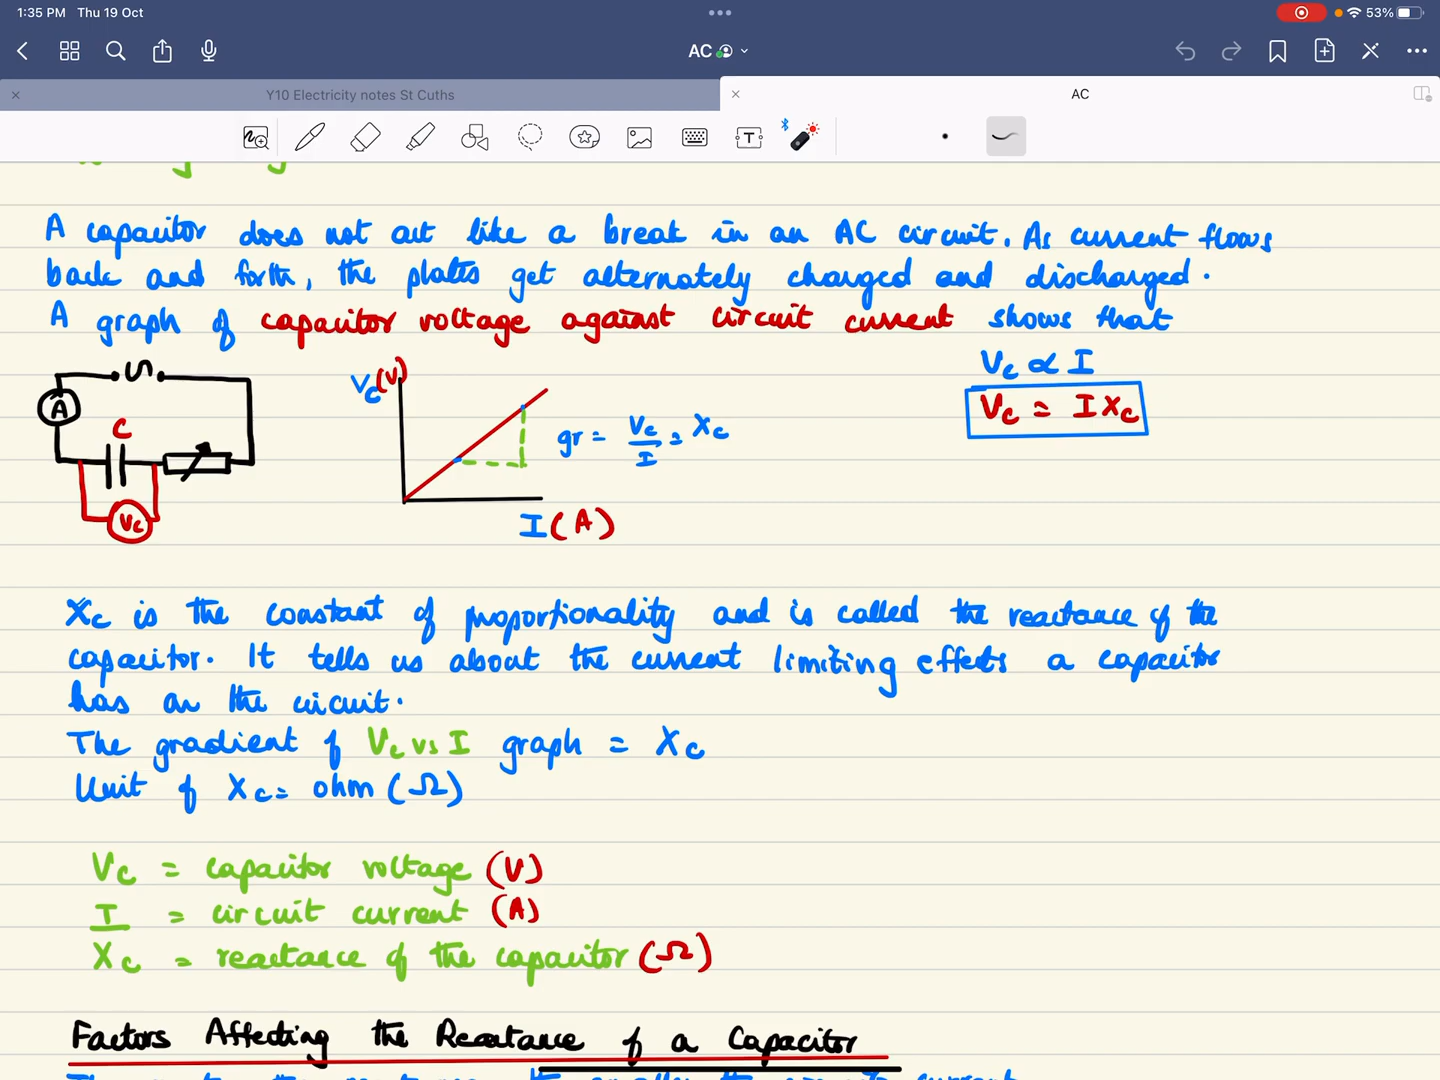 1:35 PM Thu 19 Oct
53%
AC
Y10 Electricity notes St Cuths
AC
A capacitor does not act like a break in an AC circuit. As current flows
back and forth, the plates get alternately charged and discharged.
A graph of capacitor voltage against circuit current shows that
Vc ∝ I
Vc = I Xc
A
C
Vc
Vc (V)
gr = Vc/I = Xc
I (A)
Xc is the constant of proportionality and is called the reactance of the
capacitor. It tells us about the current limiting effects a capacitor
has on the circuit.
The gradient of Vc vs I graph = Xc
Unit of Xc = ohm (Ω)
Vc = capacitor voltage (V)
I = circuit current (A)
Xc = reactance of the capacitor (Ω)
Factors Affecting the Reactance of a Capacitor